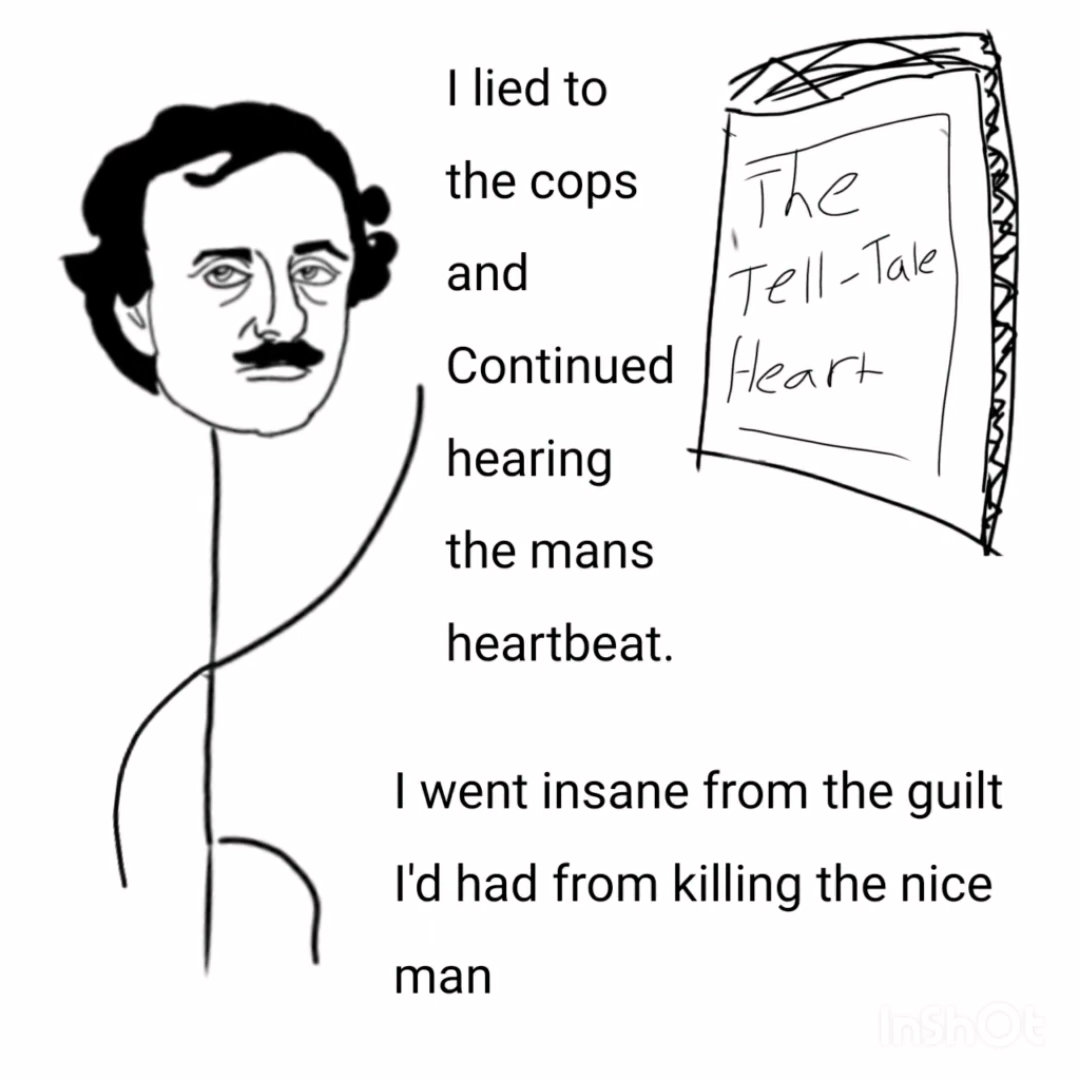 I lied to
the cops
and
Continued
hearing
the mans
heartbeat.
The
Tell-Tale
Heart
I went insane from the guilt
I'd had from killing the nice
man
InShOt